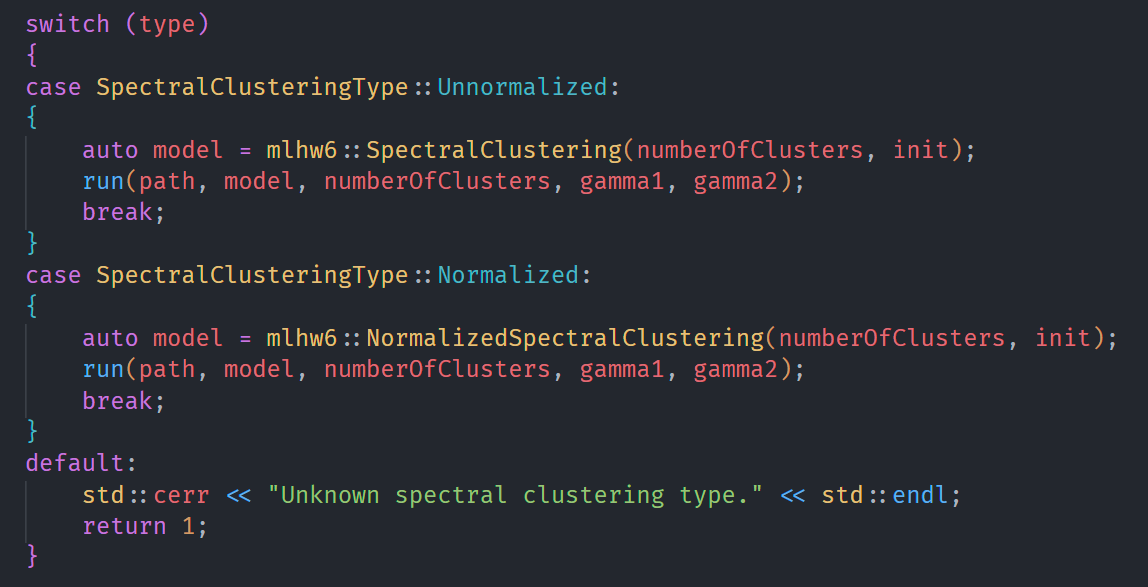 switch (type)
{
case SpectralClusteringType::Unnormalized:
{
    auto model = mlhw6::SpectralClustering(numberOfClusters, init);
    run(path, model, numberOfClusters, gamma1, gamma2);
    break;
}
case SpectralClusteringType::Normalized:
{
    auto model = mlhw6::NormalizedSpectralClustering(numberOfClusters, init);
    run(path, model, numberOfClusters, gamma1, gamma2);
    break;
}
default:
    std::cerr << "Unknown spectral clustering type." << std::endl;
    return 1;
}